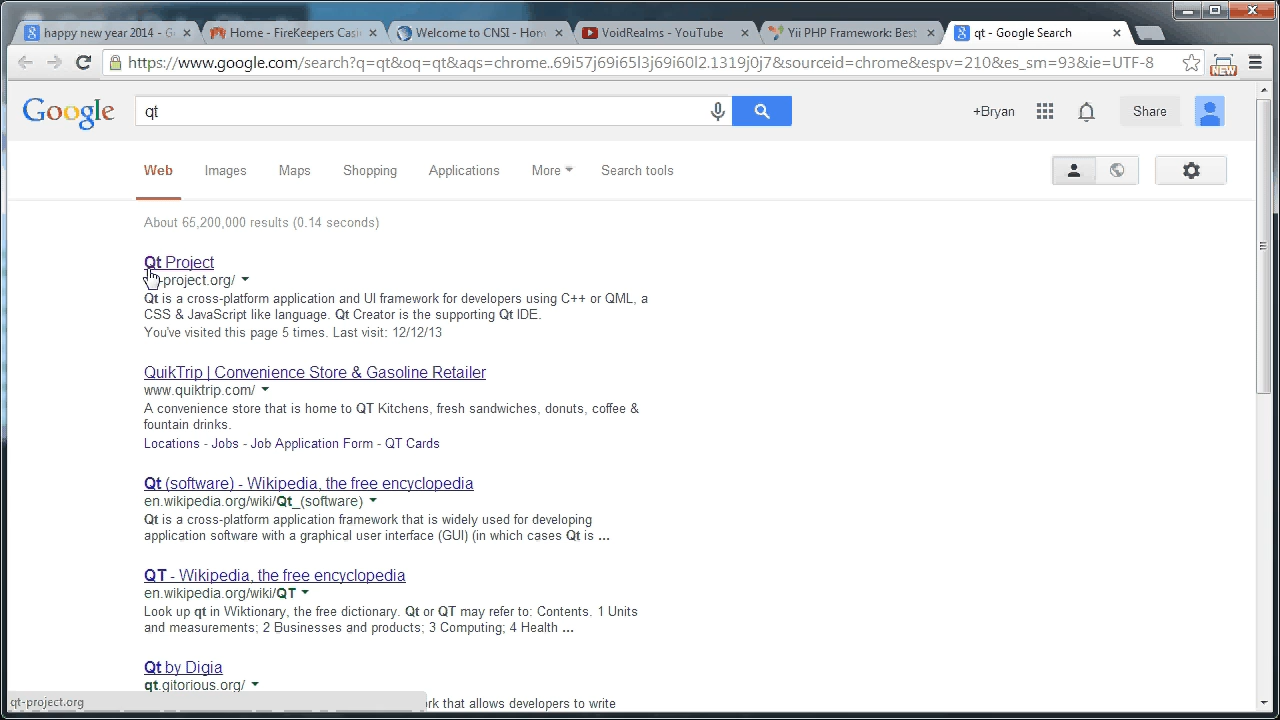 happy new year 2014 - G
Home - FireKeepers Casi
Welcome to CNSI - Hom
VoidRealms - YouTube
Yii PHP Framework: Best
qt - Google Search
https://www.google.com/search?q=qt&oq=qt&aqs=chrome..69i57j69i65l3j69i60l2.1319j0j7&sourceid=chrome&espv=210&es_sm=93&ie=UTF-8
NEW
Google
qt
+Bryan
Share
Web
Images
Maps
Shopping
Applications
More
Search tools
About 65,200,000 results (0.14 seconds)
Qt Project
-project.org/
Qt is a cross-platform application and UI framework for developers using C++ or QML, a
CSS & JavaScript like language. Qt Creator is the supporting Qt IDE.
You've visited this page 5 times. Last visit: 12/12/13
QuikTrip | Convenience Store & Gasoline Retailer
www.quiktrip.com/
A convenience store that is home to QT Kitchens, fresh sandwiches, donuts, coffee &
fountain drinks.
Locations - Jobs - Job Application Form - QT Cards
Qt (software) - Wikipedia, the free encyclopedia
en.wikipedia.org/wiki/Qt_(software)
Qt is a cross-platform application framework that is widely used for developing
application software with a graphical user interface (GUI) (in which cases Qt is ...
QT - Wikipedia, the free encyclopedia
en.wikipedia.org/wiki/QT
Look up qt in Wiktionary, the free dictionary. Qt or QT may refer to: Contents. 1 Units
and measurements; 2 Businesses and products; 3 Computing; 4 Health ...
Qt by Digia
qt.gitorious.org/
rk that allows developers to write
qt-project.org